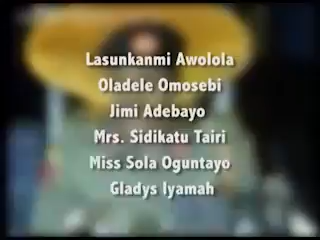 Lasunkanmi Awolola
Oladele Omosebi
Jimi Adebayo
Mrs. Sidikatu Tairi
Miss Sola Oguntayo
Gladys Iyamah